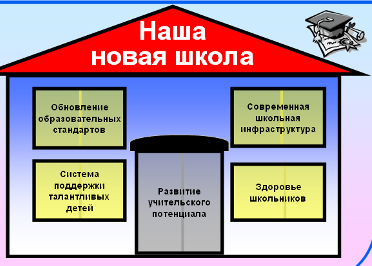 Наша
новая школа
Обновление
образовательных
стандартов
Современная
школьная
инфраструктура
Система
поддержки
талантливых
детей
Развитие
учительского
потенциала
Здоровье
школьников